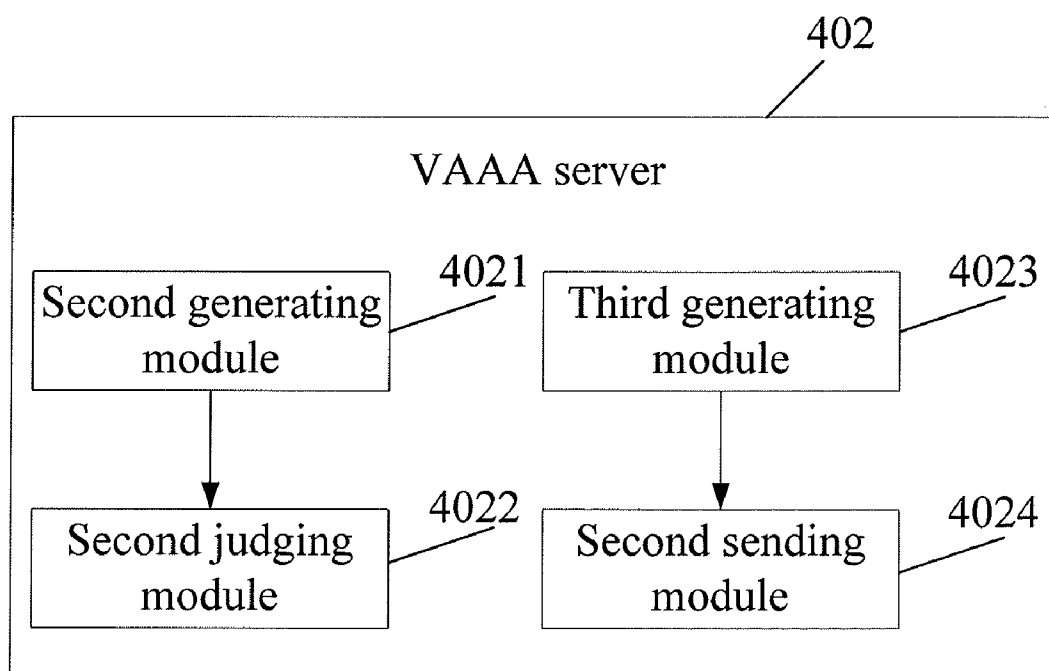 402
VAAA server
4021
Second generating
module
4023
Third generating
module
4022
Second judging
module
4024
Second sending
module